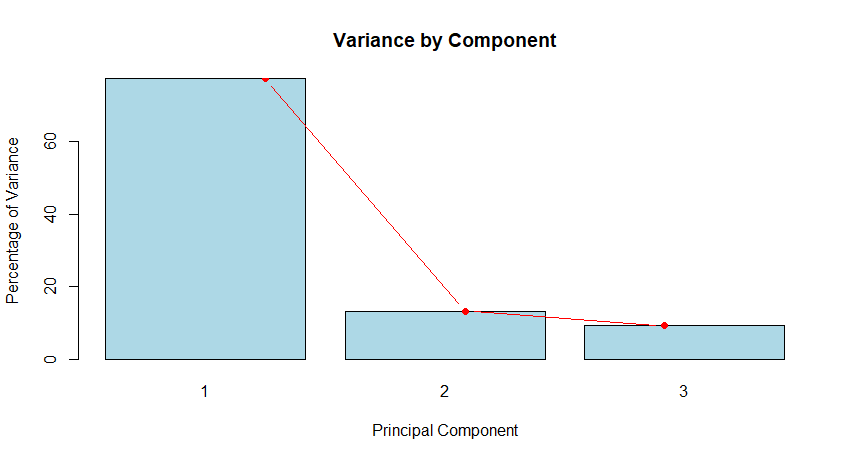 Variance by Component
Percentage of Variance
60
40
20
0
1 2 3
Principal Component